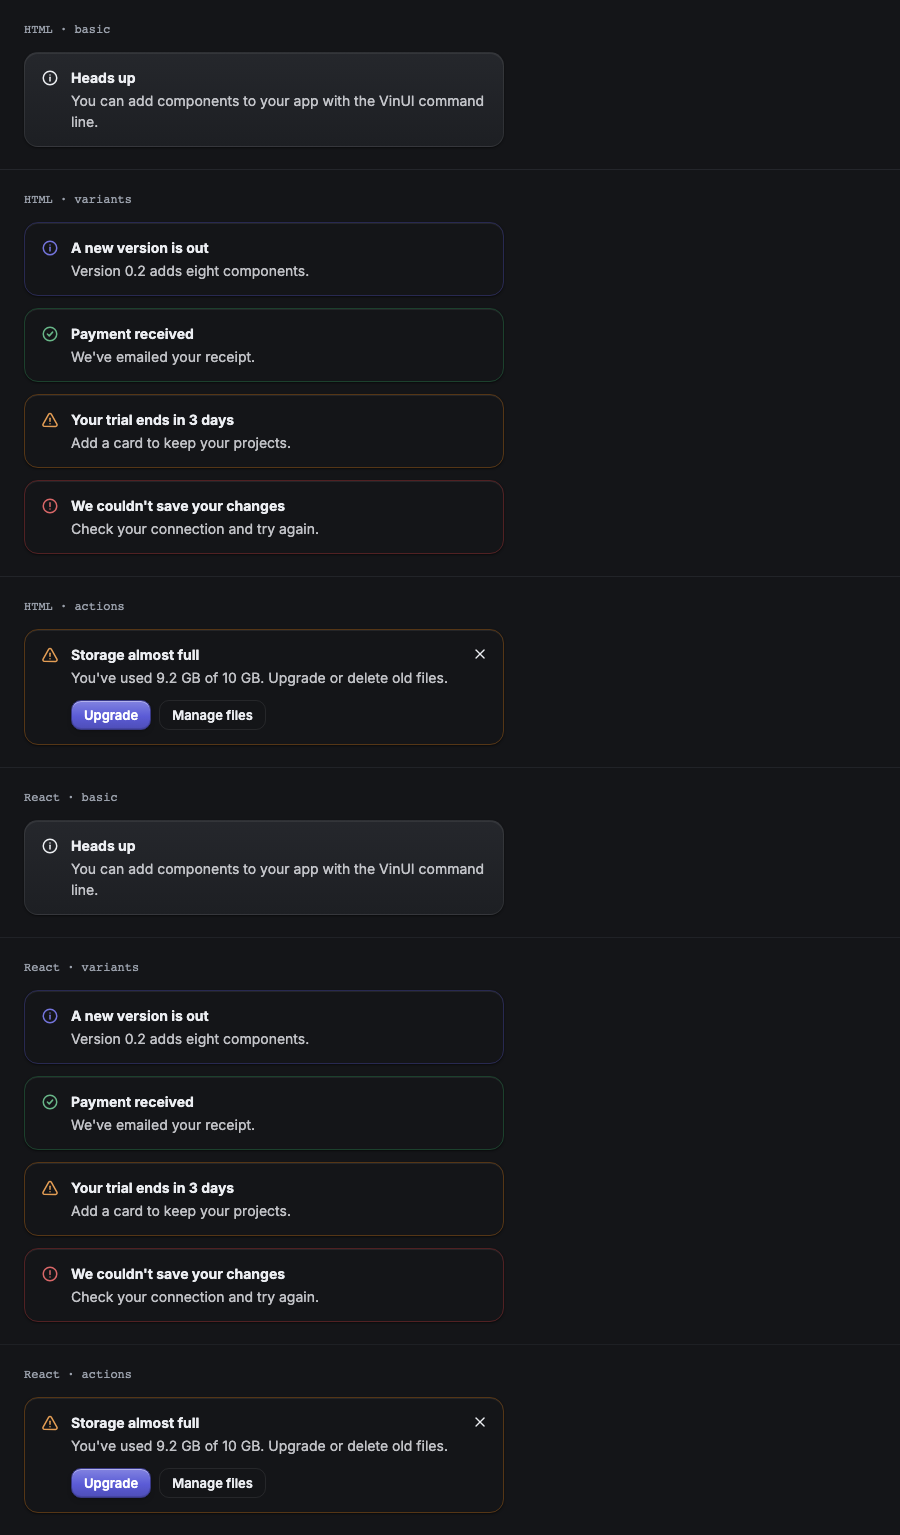 HTML · basic
Heads up
You can add components to your app with the VinUI command
line.
HTML · variants
A new version is out
Version 0.2 adds eight components.
Payment received
We've emailed your receipt.
Your trial ends in 3 days
Add a card to keep your projects.
We couldn't save your changes
Check your connection and try again.
HTML · actions
Storage almost full
You've used 9.2 GB of 10 GB. Upgrade or delete old files.
Upgrade Manage files
React · basic
Heads up
You can add components to your app with the VinUI command
line.
React · variants
A new version is out
Version 0.2 adds eight components.
Payment received
We've emailed your receipt.
Your trial ends in 3 days
Add a card to keep your projects.
We couldn't save your changes
Check your connection and try again.
React · actions
Storage almost full
You've used 9.2 GB of 10 GB. Upgrade or delete old files.
Upgrade Manage files